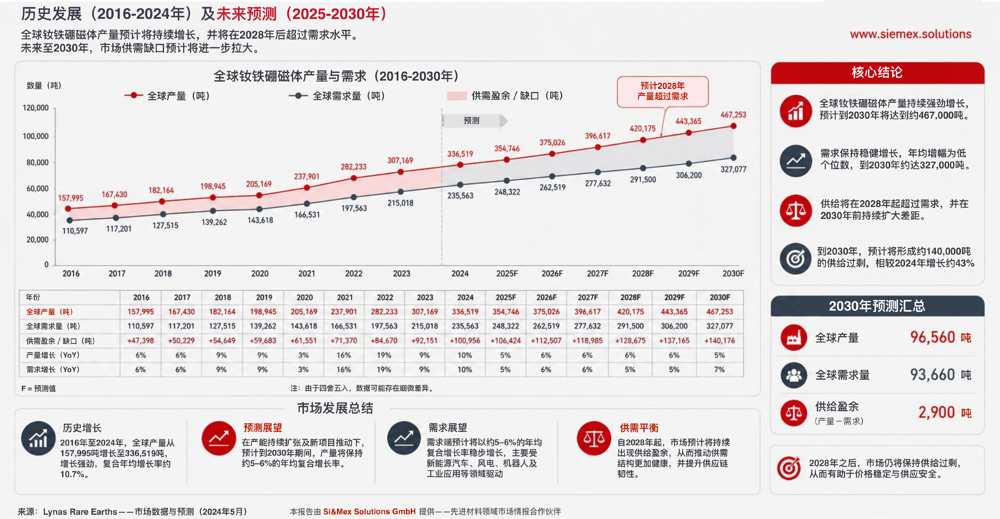 历史发展（2016-2024年）及未来预测（2025-2030年）
全球钕铁硼磁体产量预计将持续增长，并将在2028年后超过需求水平。
未来至2030年，市场供需缺口预计将进一步拉大。
www.siemex.solutions
全球钕铁硼磁体产量与需求（2016-2030年）
数量（吨）
全球产量（吨） 全球需求量（吨） 供需盈余 / 缺口（吨）
预计2028年
产量超过需求
预测
120,000
100,000
80,000
60,000
40,000
20,000
0
157,995 167,430 182,164 198,945 205,169 237,901 282,233 307,169 336,519 354,746 375,026 396,617 420,175 443,365 467,253
110,597 117,201 127,515 139,262 143,618 166,531 197,563 215,018 235,563 248,322 262,519 277,632 291,500 306,200 327,077
2016 2017 2018 2019 2020 2021 2022 2023 2024 2025F 2026F 2027F 2028F 2029F 2030F
年份 2016 2017 2018 2019 2020 2021 2022 2023 2024 2025F 2026F 2027F 2028F 2029F 2030F
全球产量（吨） 157,995 167,430 182,164 198,945 205,169 237,901 282,233 307,169 336,519 354,746 375,026 396,617 420,175 443,365 467,253
全球需求量（吨） 110,597 117,201 127,515 139,262 143,618 166,531 197,563 215,018 235,563 248,322 262,519 277,632 291,500 306,200 327,077
供需盈余 / 缺口（吨） +47,398 +50,229 +54,649 +59,683 +61,551 +71,370 +84,670 +92,151 +100,956 +106,424 +112,507 +118,985 +128,675 +137,165 +140,176
产量增长（YoY） 6% 6% 9% 9% 3% 16% 19% 9% 10% 5% 6% 6% 6% 6% 5%
需求增长（YoY） 6% 6% 9% 9% 3% 16% 19% 9% 10% 5% 6% 6% 5% 5% 7%
F = 预测值
注：由于四舍五入，数据可能存在细微差异。
核心结论
全球钕铁硼磁体产量持续强劲增长，
预计到2030年将达到约467,000吨。
需求保持稳健增长，年均增幅为低
个位数，到2030年约达327,000吨。
供给将在2028年起超过需求，并在
2030年前持续扩大差距。
到2030年，预计将形成约140,000吨
的供给过剩，相较2024年增长约43%
2030年预测汇总
全球产量 96,560 吨
全球需求量 93,660 吨
供给盈余 2,900 吨
（产量－需求）
2028年之后，市场仍将保持供给过剩，
从而有助于价格稳定与供应安全。
市场发展总结
历史增长
2016年至2024年，全球产量从
157,995吨增长至336,519吨，
增长强劲，复合年均增长率约
10.7%。
预测展望
在产能持续扩张及新项目推动下，
预计到2030年期间，产量将保持
约5–6%的年均复合增长率。
需求展望
需求端预计将以约5–6%的年均
复合增长率稳步增长，主要受
新能源汽车、风电、机器人及
工业应用等领域驱动
供需平衡
自2028年起，市场预计将持续
出现供给盈余，从而推动供需
结构更加健康，并提升供应链
韧性。
来源：Lynas Rare Earths——市场数据与预测（2024年5月）
本报告由 Si&Mex Solutions GmbH 提供——先进材料领域市场情报合作伙伴